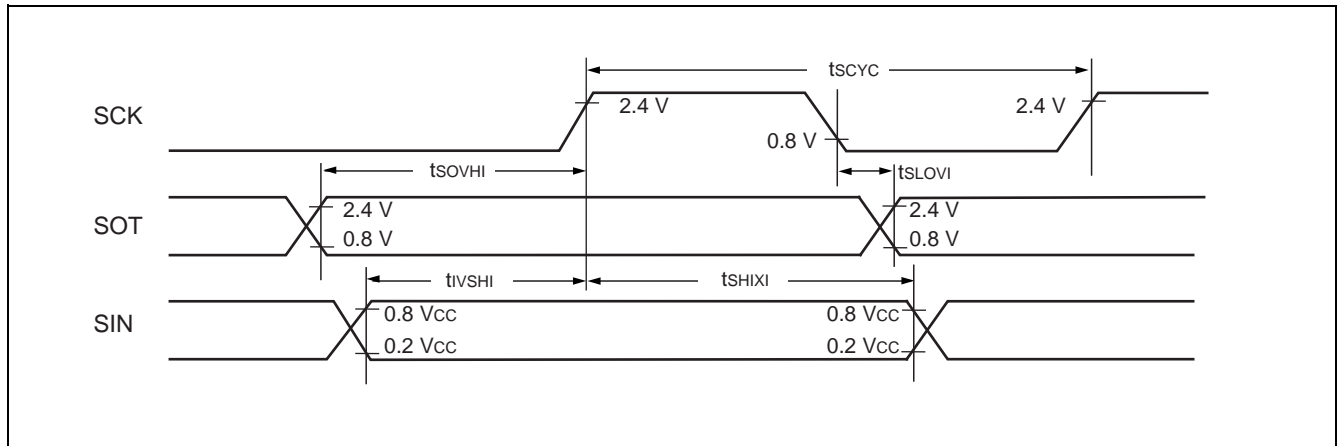 tSCYC
SCK
2.4 V
2.4 V
0.8 V
tSOVHI
tSLOVI
SOT
2.4 V
2.4 V
0.8 V
0.8 V
tIVSHI
tSHIXI
SIN
0.8 VCC
0.8 VCC
0.2 VCC
0.2 VCC